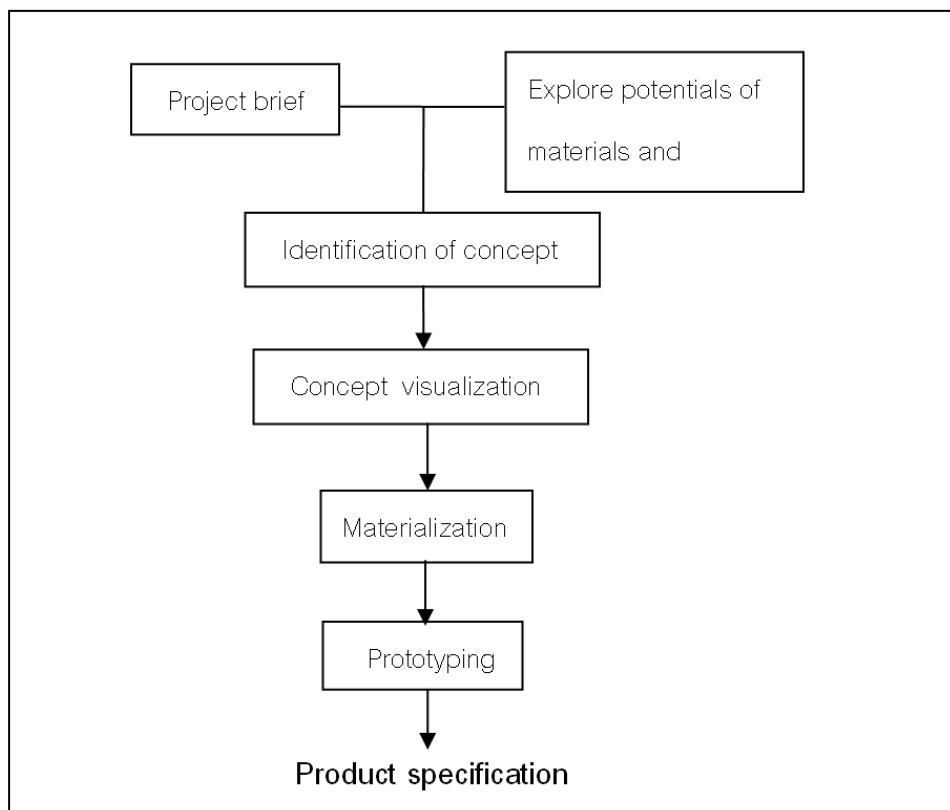 Project brief
Explore potentials of
materials and
Identification of concept
Concept visualization
Materialization
Prototyping
Product specification